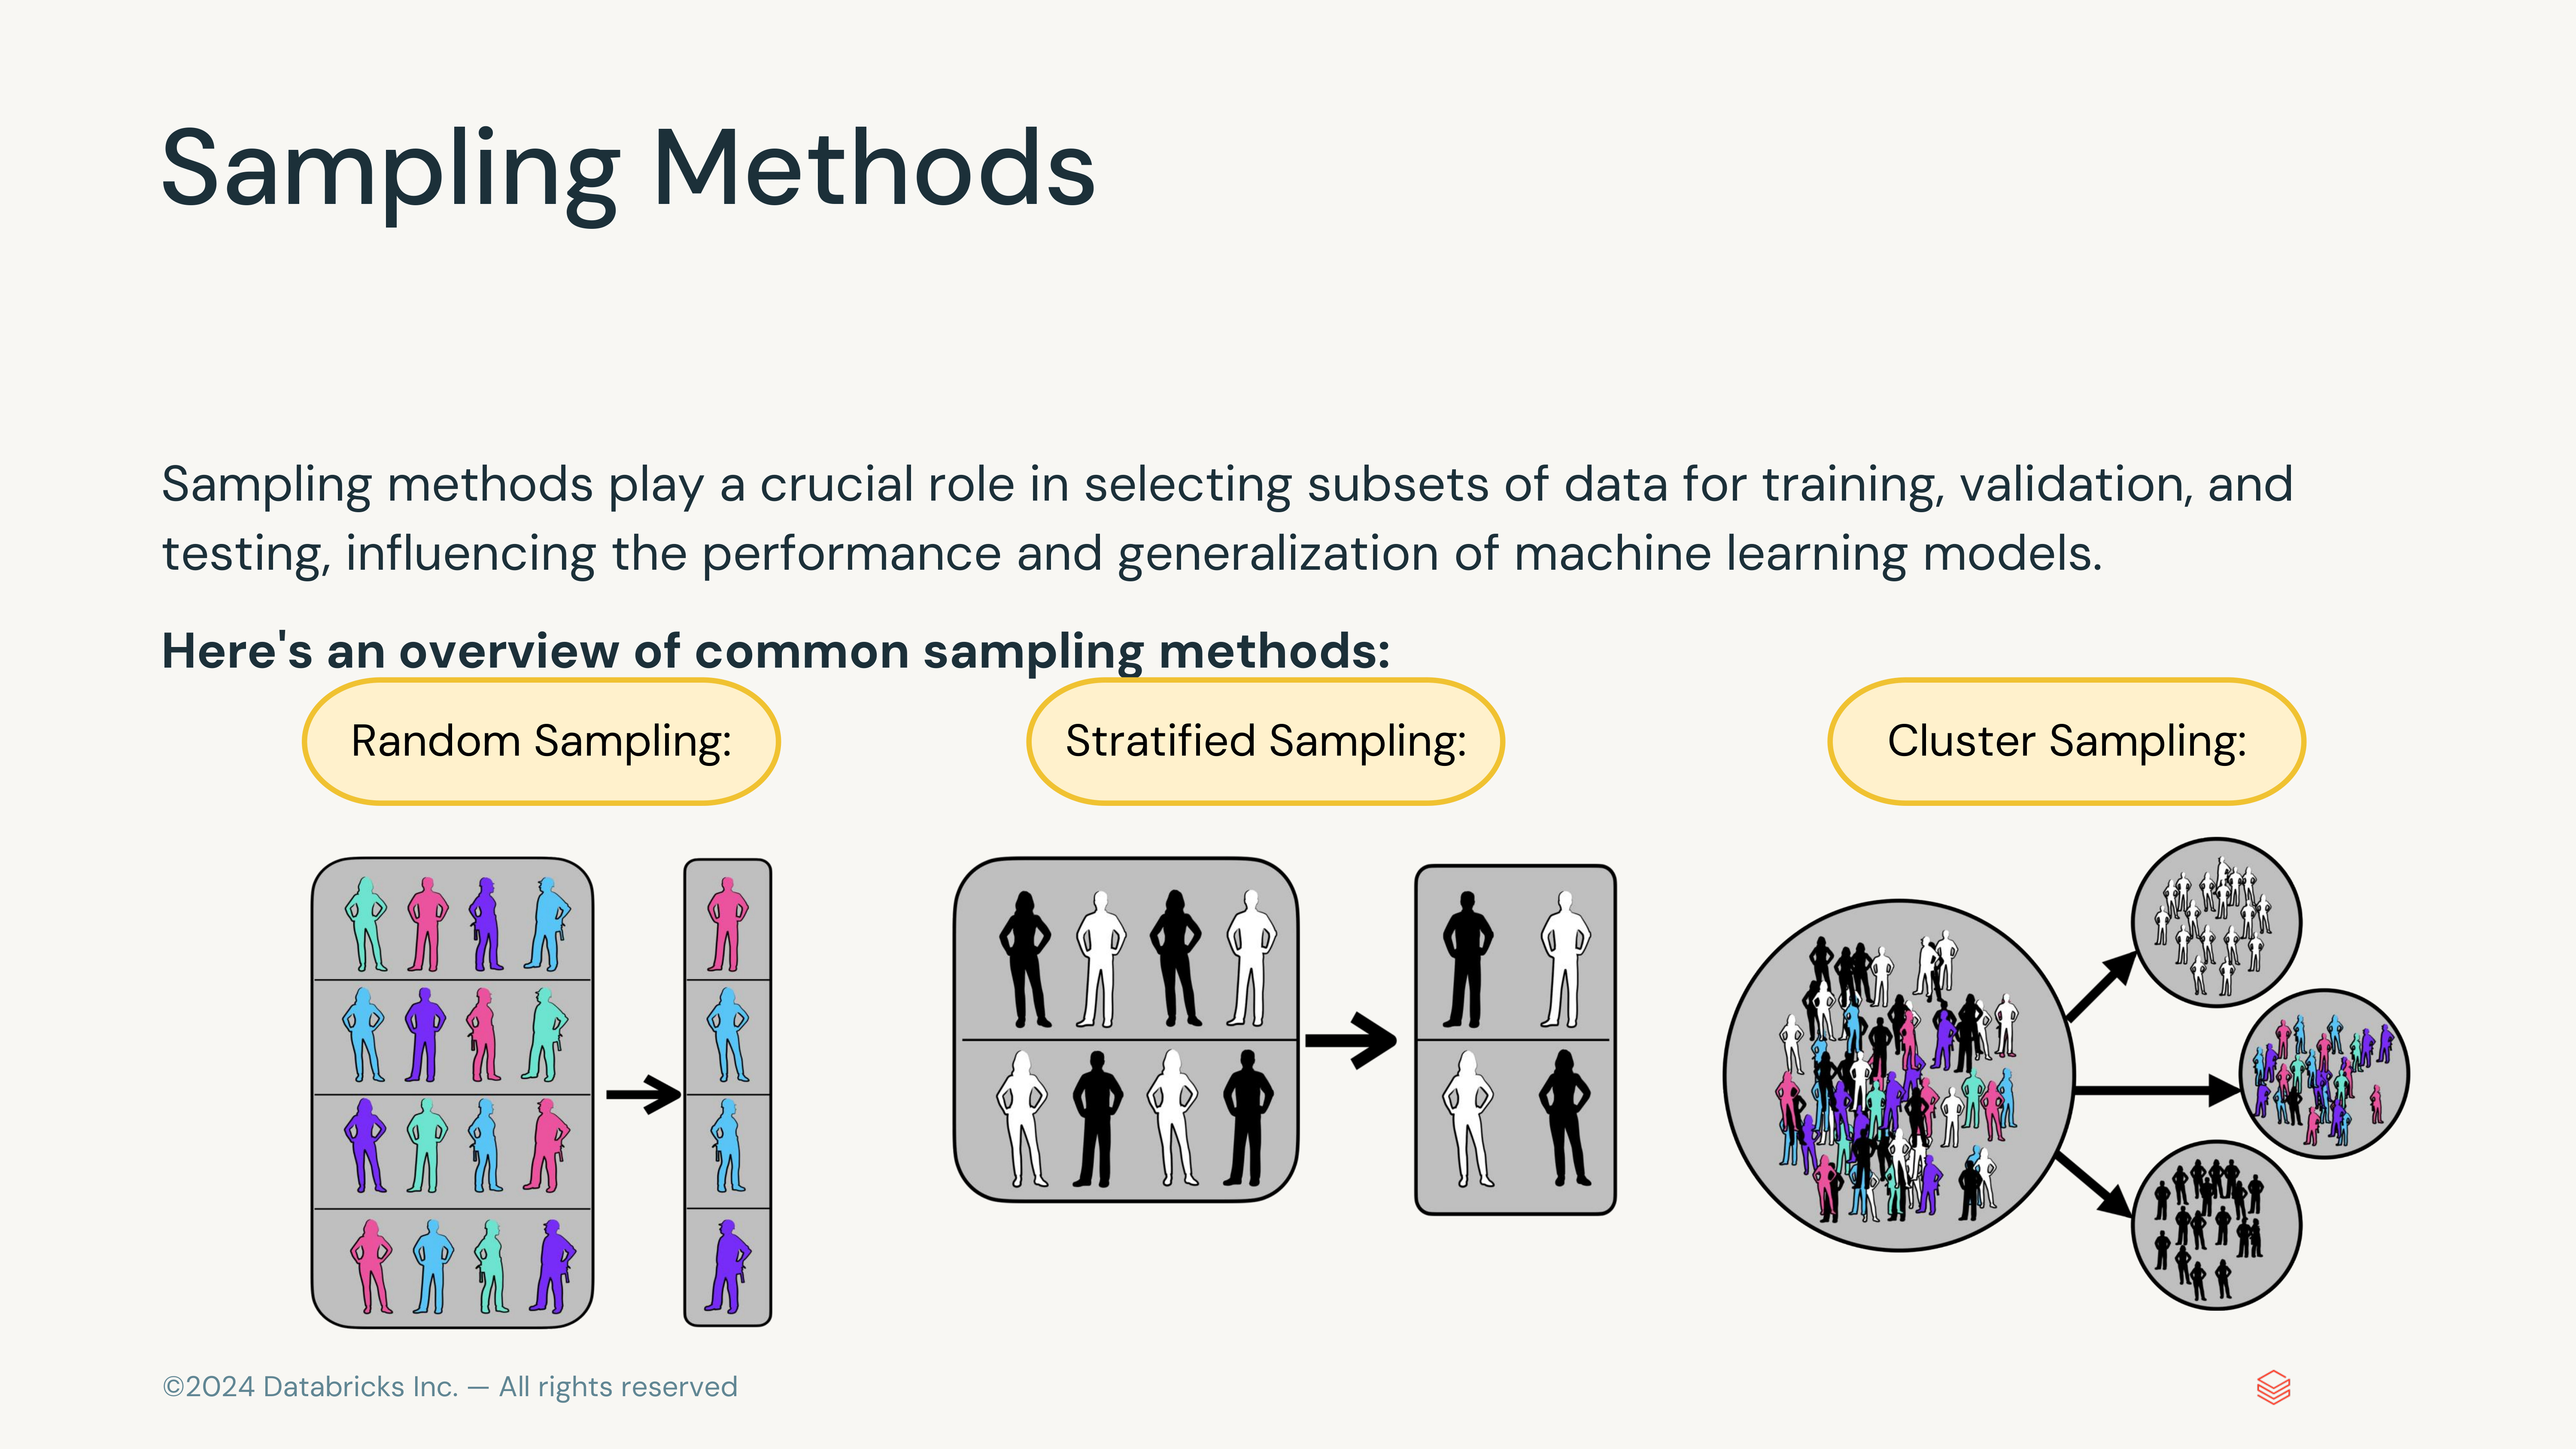 Sampling Methods
Sampling methods play a crucial role in selecting subsets of data for training, validation, and
testing, influencing the performance and generalization of machine learning models.
Here's an overview of common sampling methods:
Random Sampling:
Stratified Sampling:
Cluster Sampling:
©2024 Databricks Inc. — All rights reserved